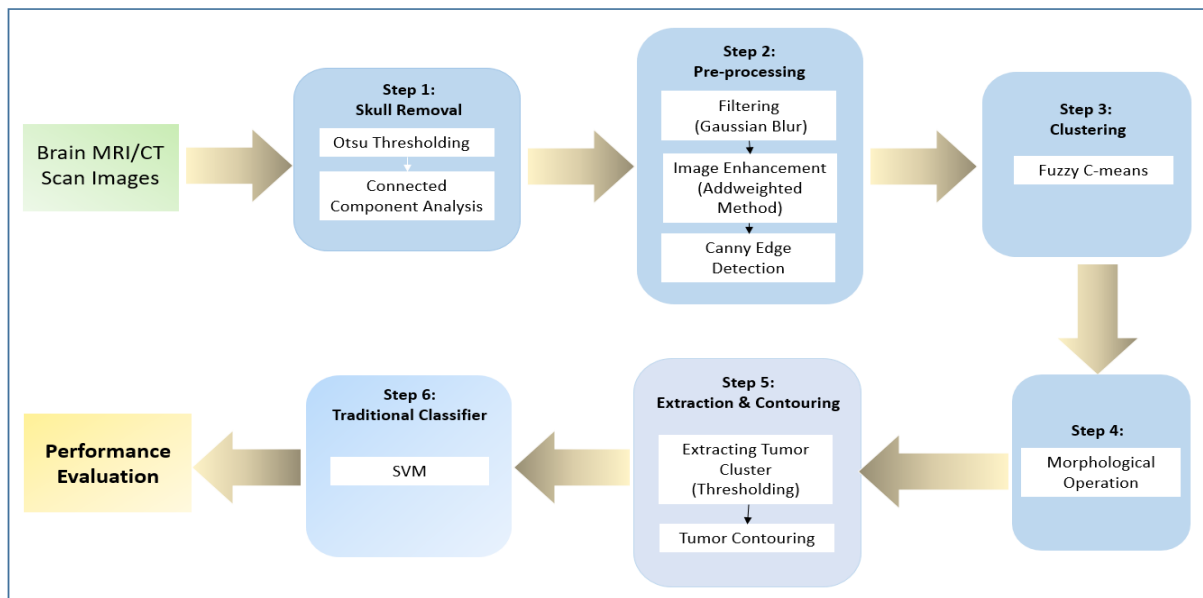 Brain MRI/CT
Scan Images
Step 1:
Skull Removal
Otsu Thresholding
Connected
Component Analysis
Step 2:
Pre-processing
Filtering
(Gaussian Blur)
Image Enhancement
(Addweighted
Method)
Canny Edge
Detection
Step 3:
Clustering
Fuzzy C-means
Step 4:
Morphological
Operation
Step 5:
Extraction & Contouring
Extracting Tumor
Cluster
(Thresholding)
Tumor Contouring
Step 6:
Traditional Classifier
SVM
Performance
Evaluation